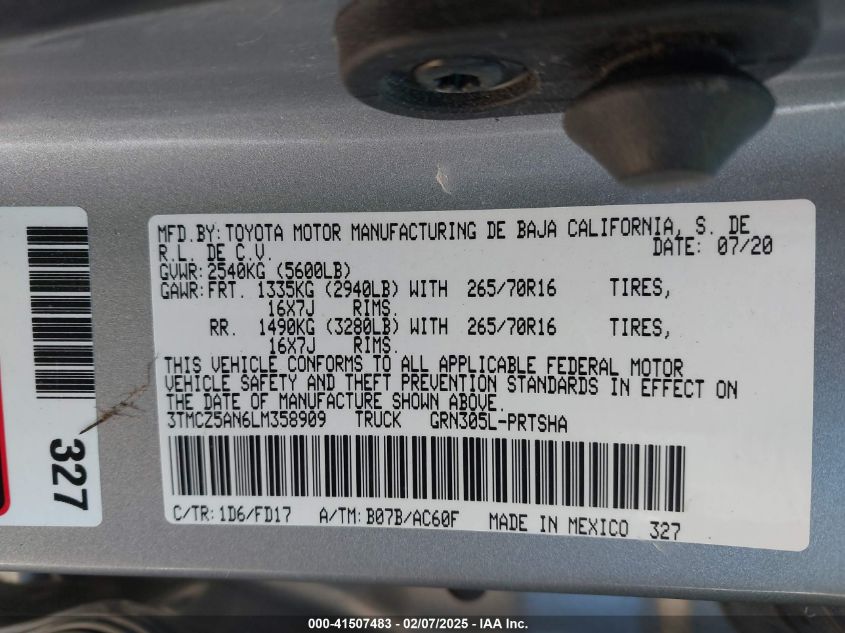 MFD.BY: TOYOTA MOTOR MANUFACTURING DE BAJA CALIFORNIA, S. DE
R.L. DE C.V. DATE: 07/20
GVWR: 2540KG (5600LB)
GAWR: FRT. 1335KG (2940LB) WITH 265/70R16 TIRES,
16X7J RIMS.
RR. 1490KG (3280LB) WITH 265/70R16 TIRES,
16X7J RIMS.
THIS VEHICLE CONFORMS TO ALL APPLICABLE FEDERAL MOTOR
VEHICLE SAFETY AND THEFT PREVENTION STANDARDS IN EFFECT ON
THE DATE OF MANUFACTURE SHOWN ABOVE.
3TMCZ5AN6LM358909 TRUCK GRN305L-PRTSHA
C/TR: 1D6/FD17 A/TM: B07B/AC60F MADE IN MEXICO 327
327
000-41507483 - 02/07/2025 - IAA Inc.